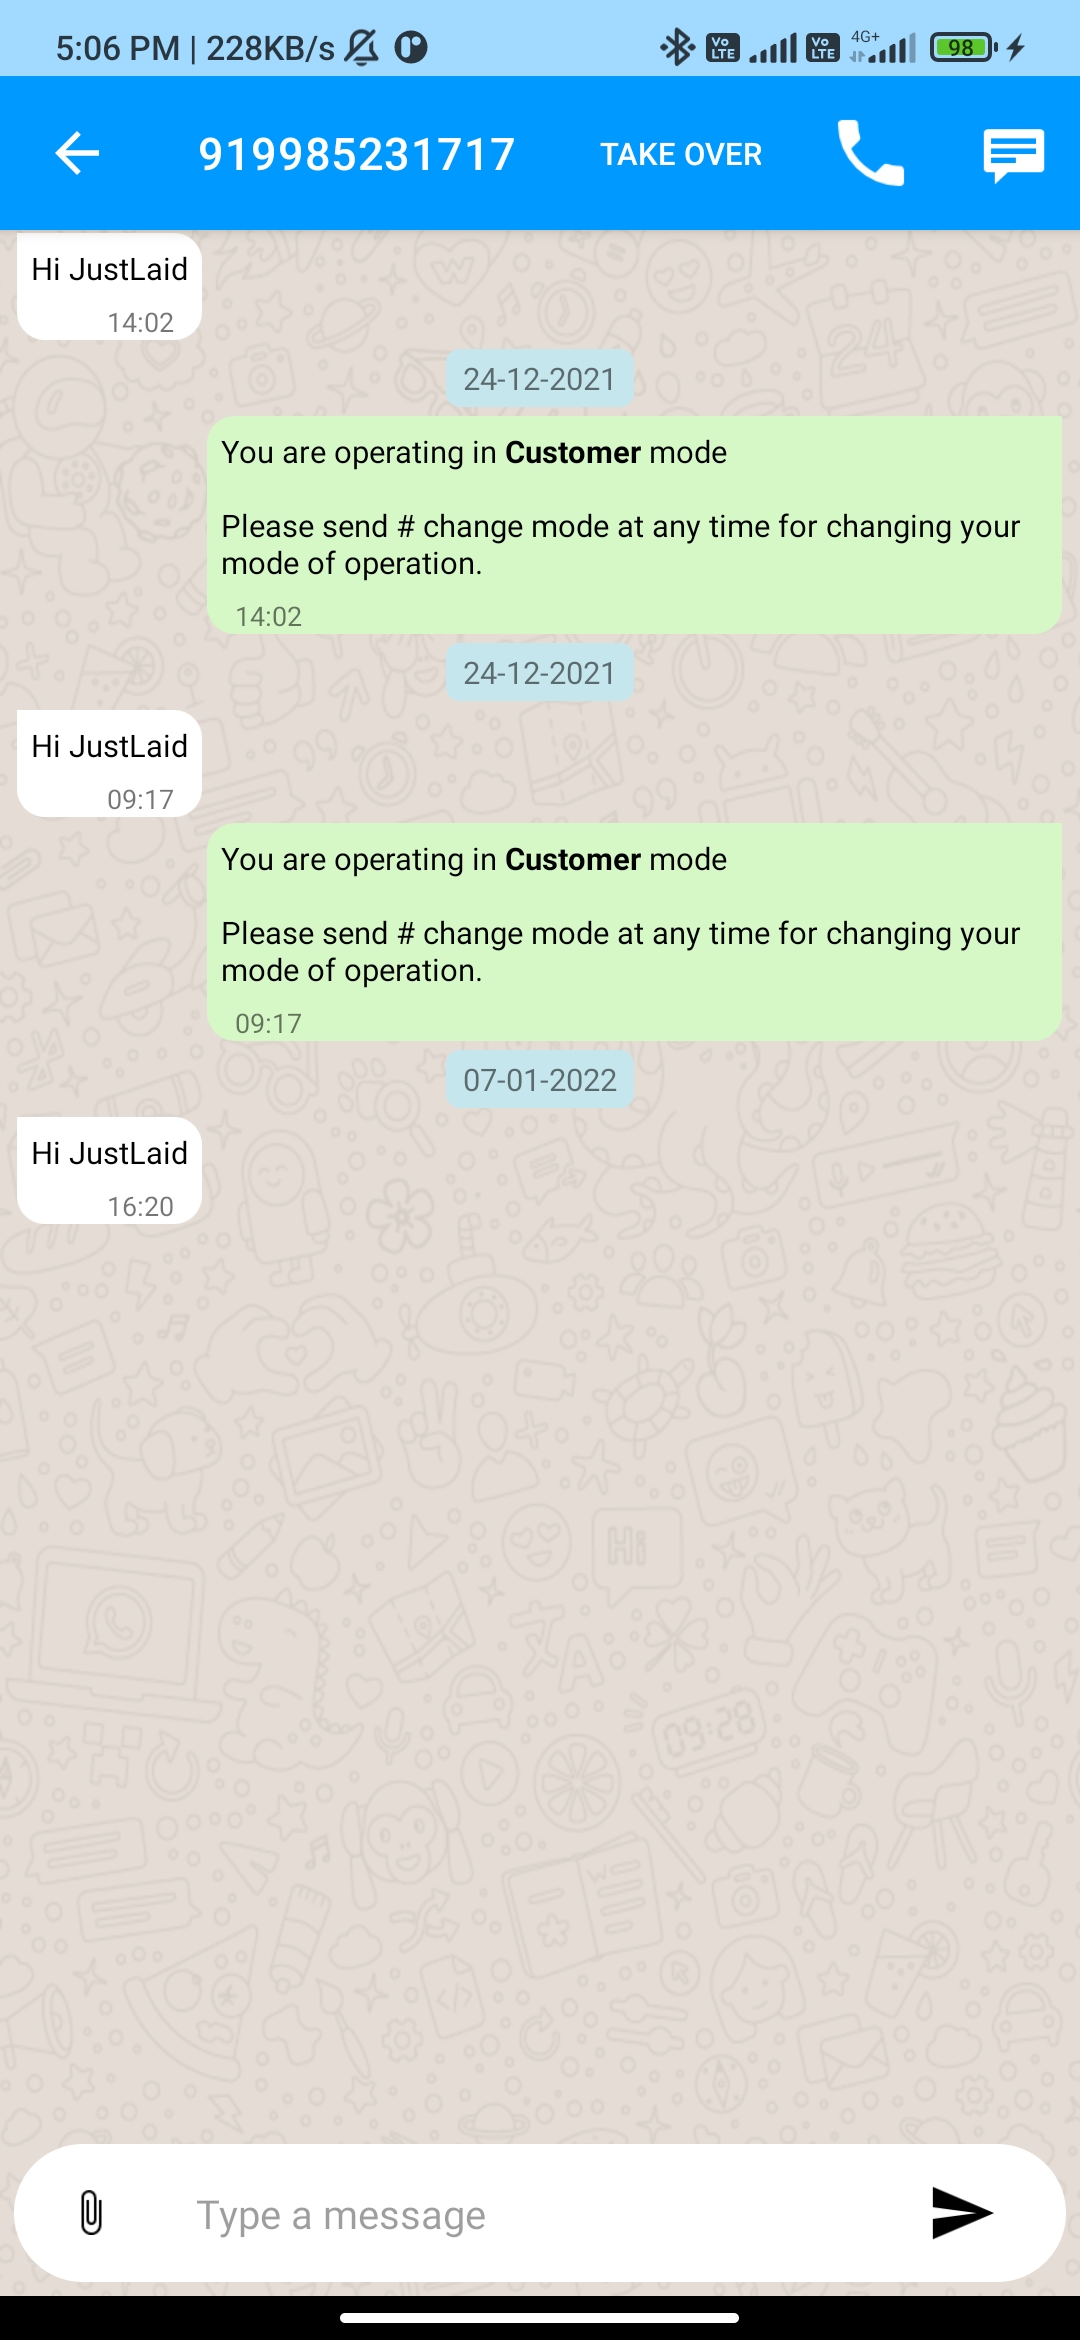 5:06 PM | 228KB/s
Vo LTE
Vo LTE
4G+
98
919985231717
TAKE OVER
Hi JustLaid
14:02
24-12-2021
You are operating in Customer mode
Please send # change mode at any time for changing your
mode of operation.
14:02
24-12-2021
Hi JustLaid
09:17
You are operating in Customer mode
Please send # change mode at any time for changing your
mode of operation.
09:17
07-01-2022
Hi JustLaid
16:20
Type a message